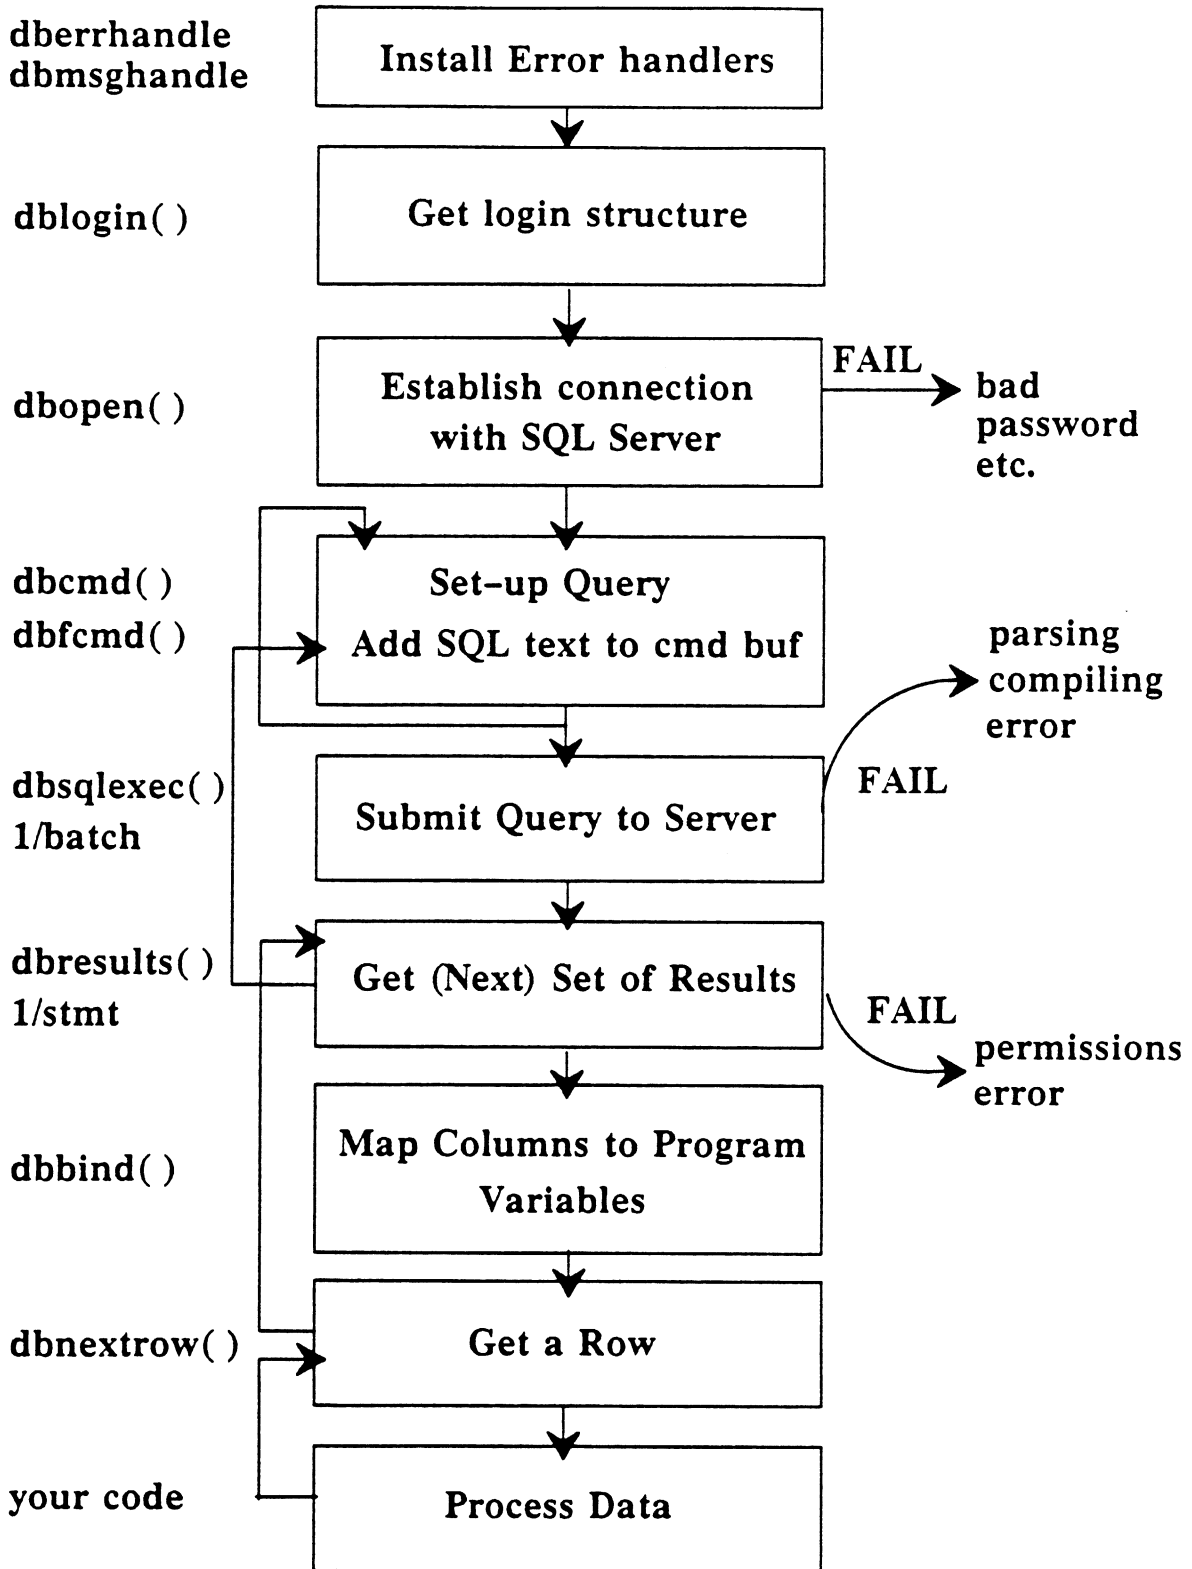 dberrhandle
dbmsghandle
Install Error handlers
dblogin( )
Get login structure
dbopen( )
Establish connection
with SQL Server
FAIL
bad
password
etc.
dbcmd( )
dbfcmd( )
Set-up Query
Add SQL text to cmd buf
parsing
compiling
error
FAIL
dbsqlexec( )
1/batch
Submit Query to Server
dbresults( )
1/stmt
Get (Next) Set of Results
FAIL
permissions
error
dbbind( )
Map Columns to Program
Variables
dbnextrow( )
Get a Row
your code
Process Data